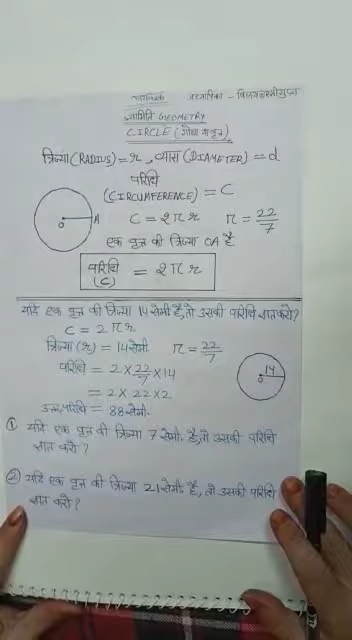 अध्यापिका - विजयलक्ष्मी गुप्ता
ज्यामिति GEOMETRY
CIRCLE (गोला या वृत्त)
त्रिज्या (RADIUS) = r, व्यास (DIAMETER) = d
परिधि
(CIRCUMFERENCE) = C
O A
C = 2πr π = 22/7
एक वृत्त की त्रिज्या OA है
परिधि (C) = 2πr
यदि एक वृत्त की त्रिज्या 14 सेमी है, तो उसकी परिधि ज्ञात करो?
C = 2πr
त्रिज्या (r) = 14 सेमी. π = 22/7
परिधि = 2 × 22/7 × 14
O 14
= 2 × 22 × 2
उत्तर परिधि = 88 सेमी.
① यदि एक वृत्त की त्रिज्या 7 सेमी. है, तो उसकी परिधि
ज्ञात करो?
② यदि एक वृत्त की त्रिज्या 21 सेमी. है, तो उसकी परिधि
ज्ञात करो?